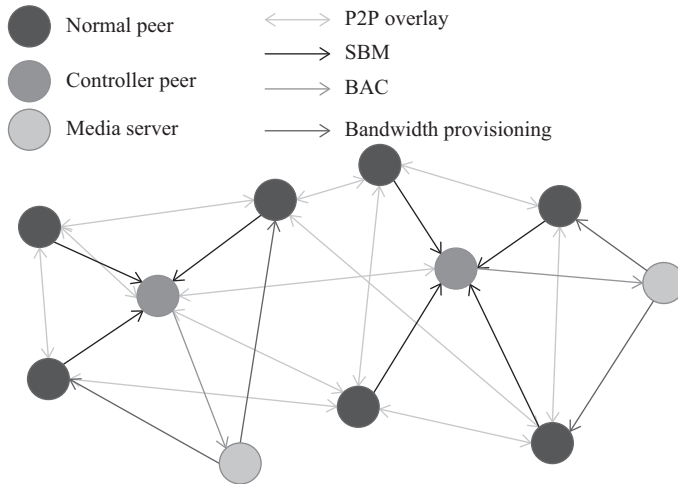 Normal peer
Controller peer
Media server
P2P overlay
SBM
BAC
Bandwidth provisioning